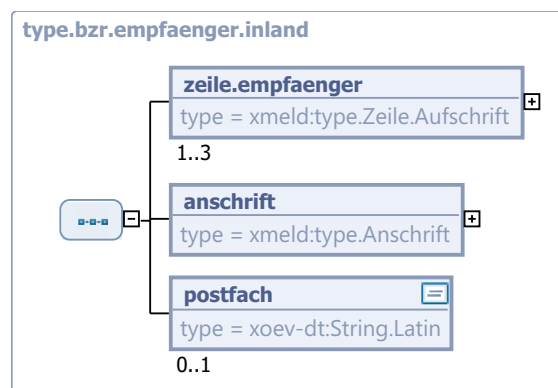 type.bzr.empfaenger.inland
zeile.empfaenger
type = xmeld:type.Zeile.Aufschrift
1..3
anschrift
type = xmeld:type.Anschrift
postfach
type = xoev-dt:String.Latin
0..1